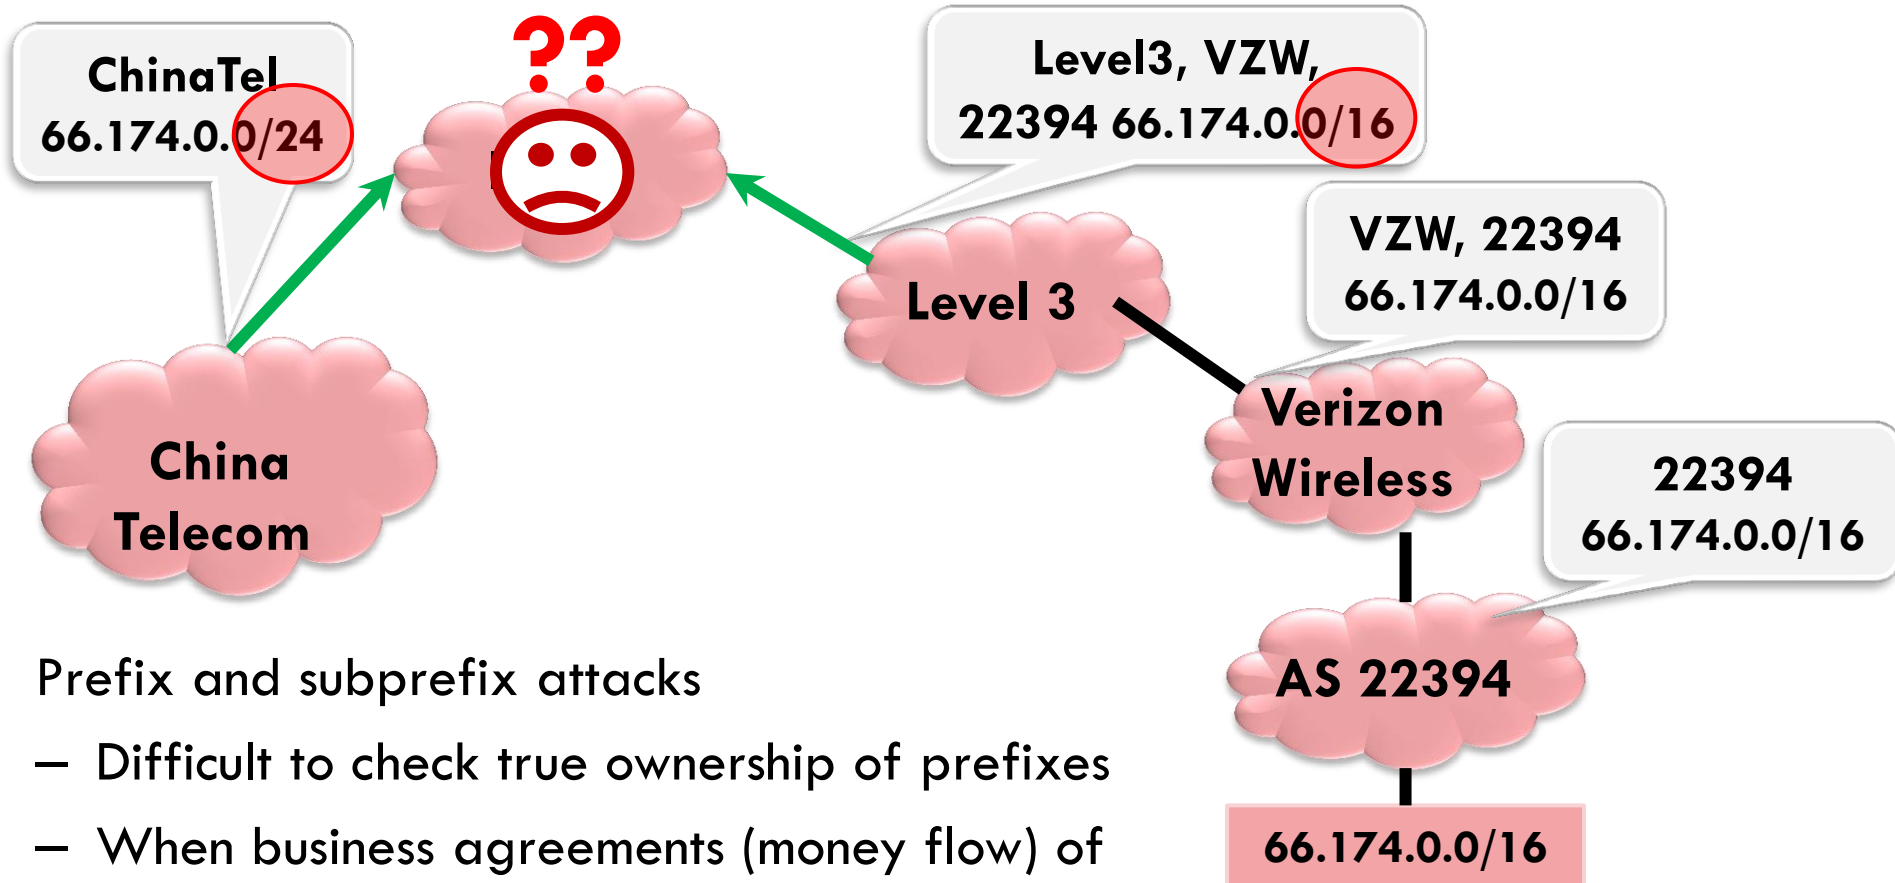 ??
ChinaTel
66.174.0.0/24
Level3, VZW,
22394 66.174.0.0/16
VZW, 22394
66.174.0.0/16
Level 3
Verizon
Wireless
China
Telecom
22394
66.174.0.0/16
AS 22394
Prefix and subprefix attacks
– Difficult to check true ownership of prefixes
– When business agreements (money flow) of
66.174.0.0/16